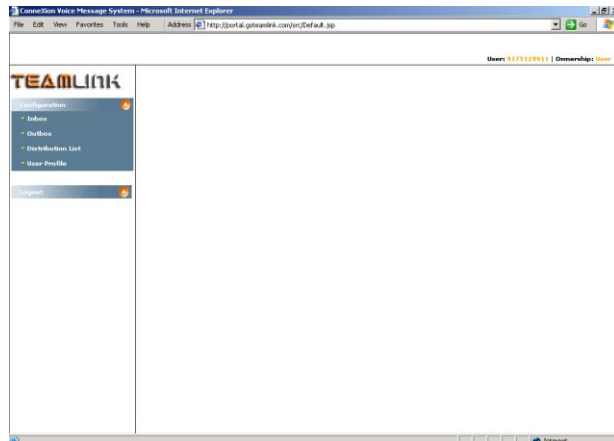 ConneXion Voice Message System - Microsoft Internet Explorer
File Edit View Favorites Tools Help Address http://portal.goteamlink.com/src/Default.jsp Go
User: | Ownership: User
TEAMLINK
Configuration
Inbox
Outbox
Distribution List
User Profile
Logout
Internet